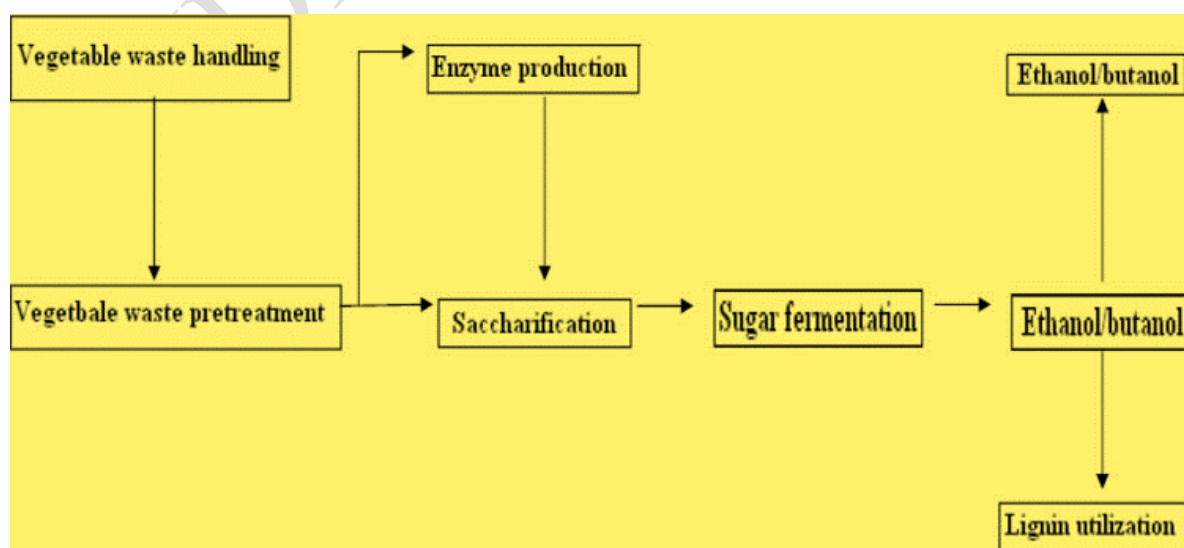 Vegetable waste handling
Enzyme production
Ethanol/butanol
Vegetbale waste pretreatment
Saccharification
Sugar fermentation
Ethanol/butanol
Lignin utilization